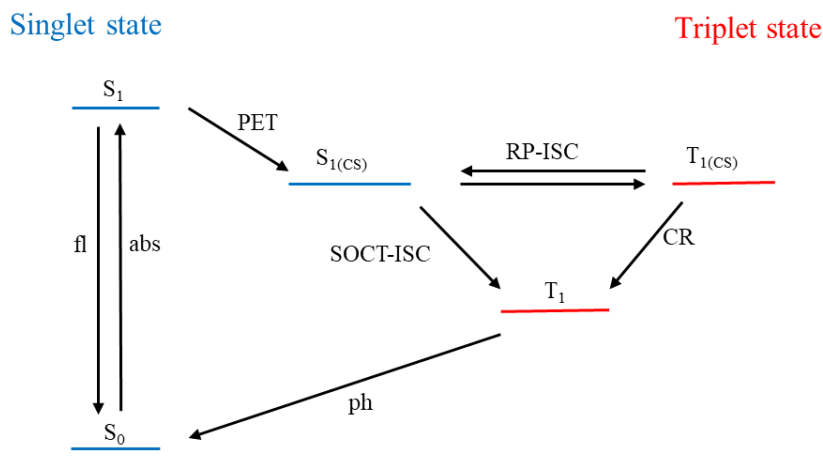 Singlet state
Triplet state
S1
PET
S1(CS)
RP-ISC
T1(CS)
fl
abs
SOCT-ISC
CR
T1
ph
S0